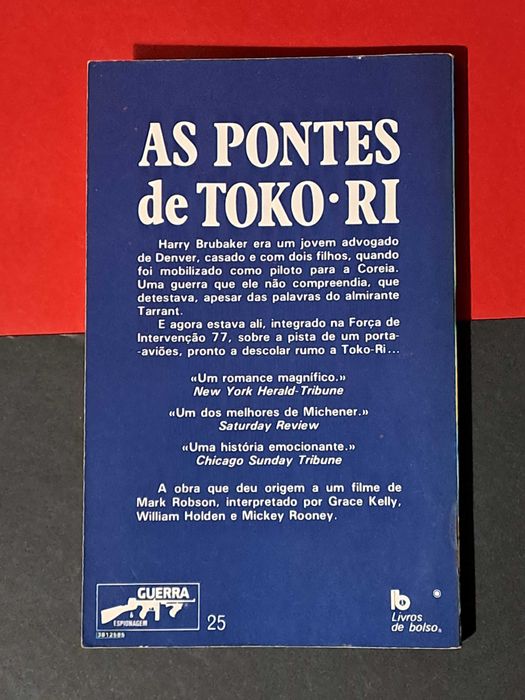 AS PONTES
de TOKO·RI
Harry Brubaker era um jovem advogado
de Denver, casado e com dois filhos, quando
foi mobilizado como piloto para a Coreia.
Uma guerra que ele não compreendia, que
detestava, apesar das palavras do almirante
Tarrant.
E agora estava ali, integrado na Força de
Intervenção 77, sobre a pista de um porta-
-aviões, pronto a descolar rumo a Toko-Ri...
«Um romance magnífico.»
New York Herald-Tribune
«Um dos melhores de Michener.»
Saturday Review
«Uma história emocionante.»
Chicago Sunday Tribune
A obra que deu origem a um filme de
Mark Robson, interpretado por Grace Kelly,
William Holden e Mickey Rooney.
GUERRA
& ESPIONAGEM
3812585
25
lb
Livros
de bolso